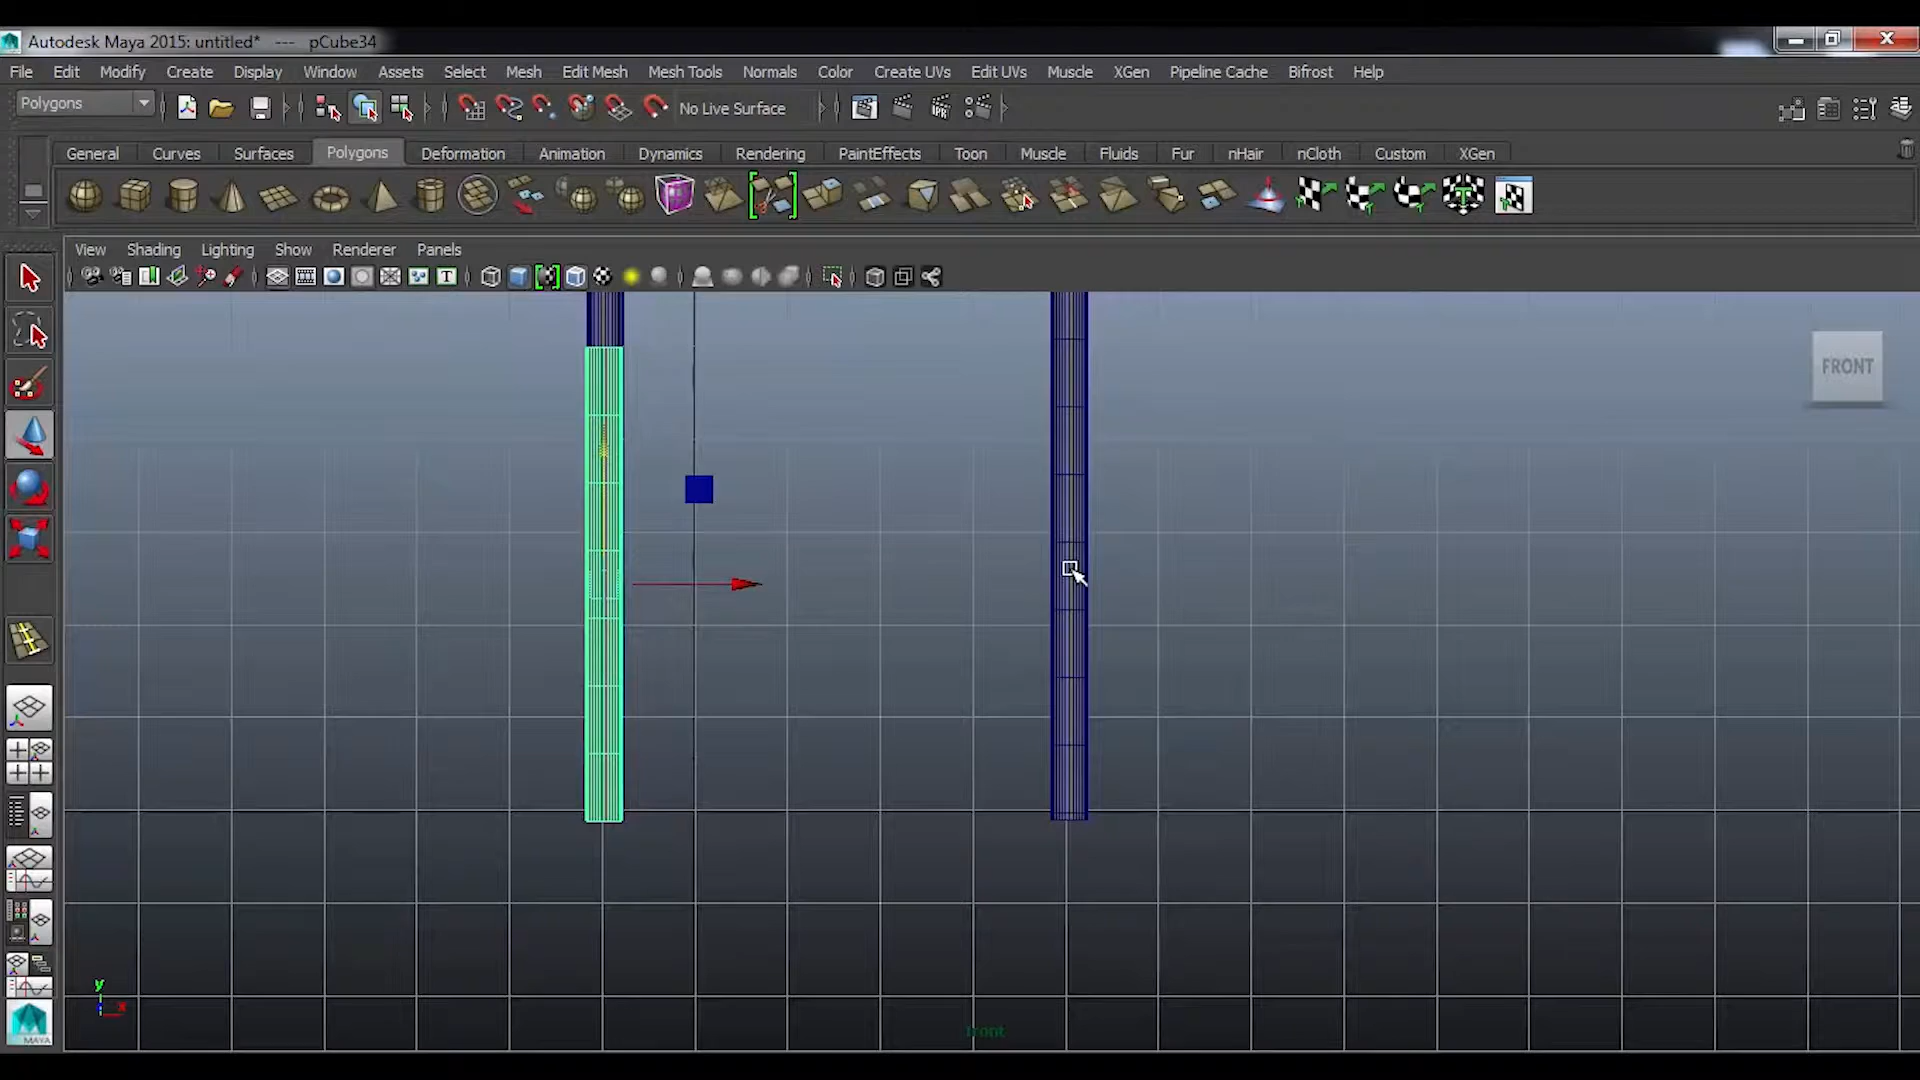 Autodesk Maya 2015: untitled*   ---   pCube34
File Edit Modify Create Display Window Assets Select Mesh Edit Mesh Mesh Tools Normals Color Create UVs Edit UVs Muscle XGen Pipeline Cache Bifrost Help
Polygons No Live Surface IPR
General Curves Surfaces Polygons Deformation Animation Dynamics Rendering PaintEffects Toon Muscle Fluids Fur nHair nCloth Custom XGen
View Shading Lighting Show Renderer Panels
T
FRONT
y
x
front
MAYA